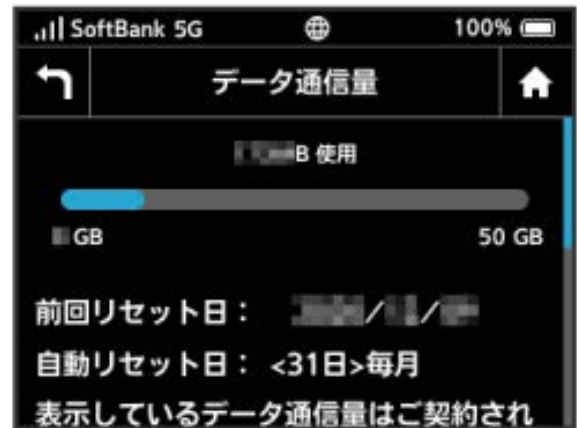 SoftBank 5G 100%
データ通信量
B 使用
GB 50 GB
前回リセット日： / /
自動リセット日： <31日>毎月
表示しているデータ通信量はご契約され